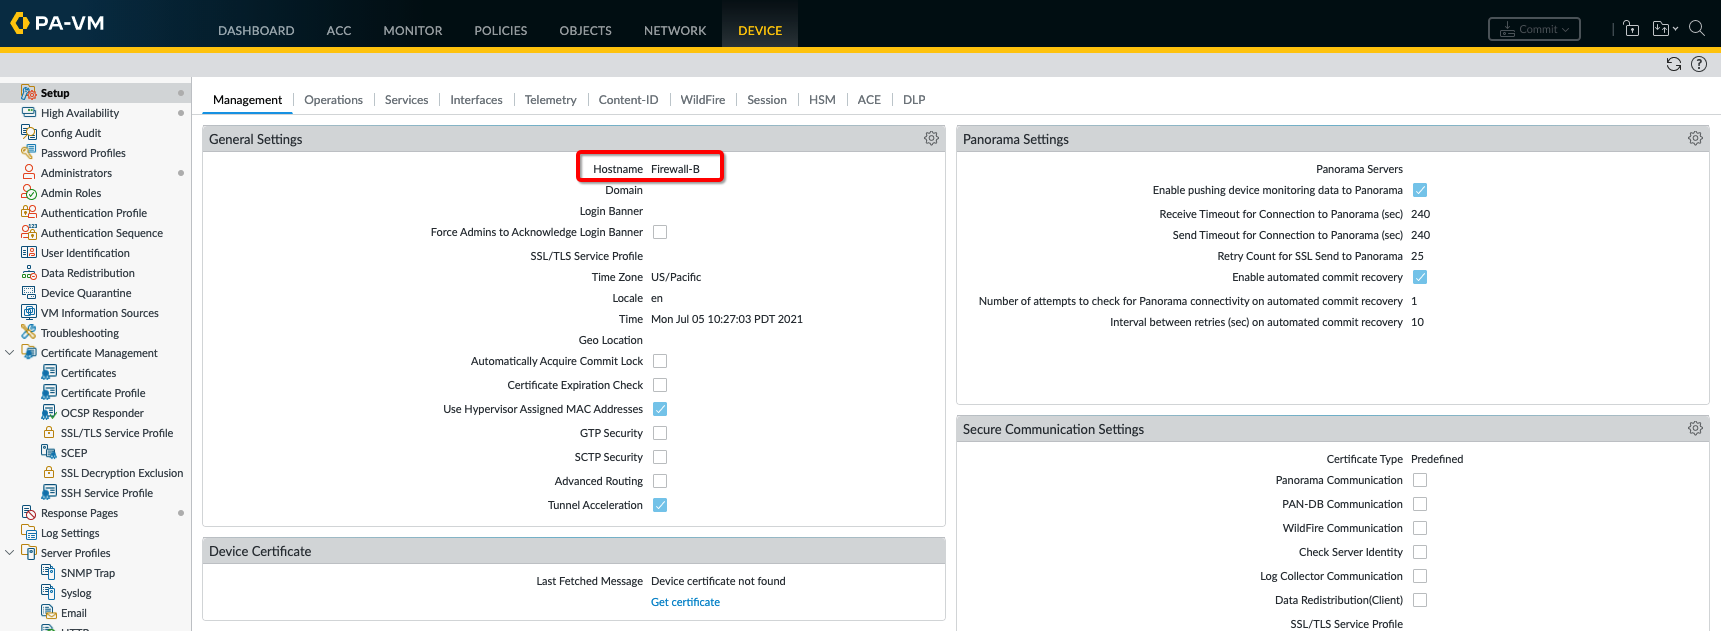 PA-VM
DASHBOARD ACC MONITOR POLICIES OBJECTS NETWORK DEVICE Commit
Setup
High Availability
Config Audit
Password Profiles
Administrators
Admin Roles
Authentication Profile
Authentication Sequence
User Identification
Data Redistribution
Device Quarantine
VM Information Sources
Troubleshooting
Certificate Management
Certificates
Certificate Profile
OCSP Responder
SSL/TLS Service Profile
SCEP
SSL Decryption Exclusion
SSH Service Profile
Response Pages
Log Settings
Server Profiles
SNMP Trap
Syslog
Email
Management Operations Services Interfaces Telemetry Content-ID WildFire Session HSM ACE DLP
General Settings
Hostname Firewall-B
Domain
Login Banner
Force Admins to Acknowledge Login Banner
SSL/TLS Service Profile
Time Zone US/Pacific
Locale en
Time Mon Jul 05 10:27:03 PDT 2021
Geo Location
Automatically Acquire Commit Lock
Certificate Expiration Check
Use Hypervisor Assigned MAC Addresses
GTP Security
SCTP Security
Advanced Routing
Tunnel Acceleration
Device Certificate
Last Fetched Message Device certificate not found
Get certificate
Panorama Settings
Panorama Servers
Enable pushing device monitoring data to Panorama
Receive Timeout for Connection to Panorama (sec) 240
Send Timeout for Connection to Panorama (sec) 240
Retry Count for SSL Send to Panorama 25
Enable automated commit recovery
Number of attempts to check for Panorama connectivity on automated commit recovery 1
Interval between retries (sec) on automated commit recovery 10
Secure Communication Settings
Certificate Type Predefined
Panorama Communication
PAN-DB Communication
WildFire Communication
Check Server Identity
Log Collector Communication
Data Redistribution(Client)
SSL/TLS Service Profile